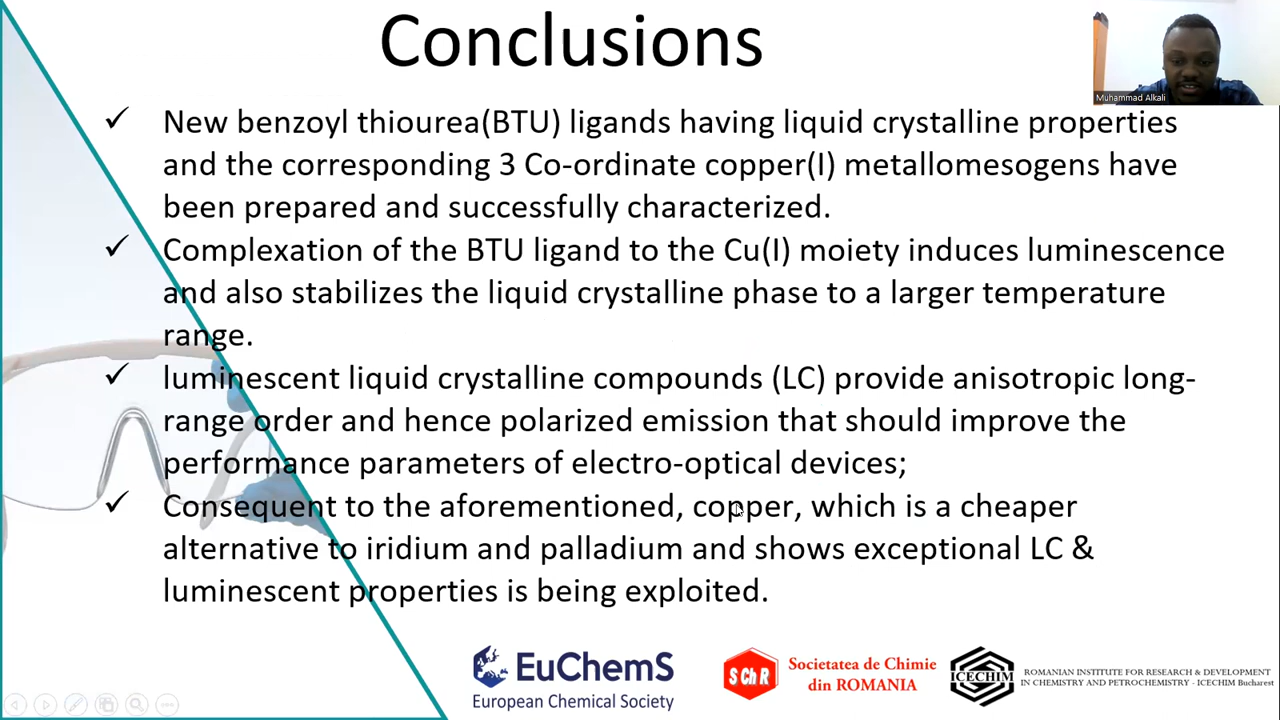 Conclusions
Muhammad Alkali
✓ New benzoyl thiourea(BTU) ligands having liquid crystalline properties
and the corresponding 3 Co-ordinate copper(I) metallomesogens have
been prepared and successfully characterized.
✓ Complexation of the BTU ligand to the Cu(I) moiety induces luminescence
and also stabilizes the liquid crystalline phase to a larger temperature
range.
✓ luminescent liquid crystalline compounds (LC) provide anisotropic long-
range order and hence polarized emission that should improve the
performance parameters of electro-optical devices;
✓ Consequent to the aforementioned, copper, which is a cheaper
alternative to iridium and palladium and shows exceptional LC &
luminescent properties is being exploited.
EuChemS
European Chemical Society
SChR
Societatea de Chimie
din ROMANIA
ICECHIM
ROMANIAN INSTITUTE FOR RESEARCH & DEVELOPMENT
IN CHEMISTRY AND PETROCHEMISTRY - ICECHIM Bucharest